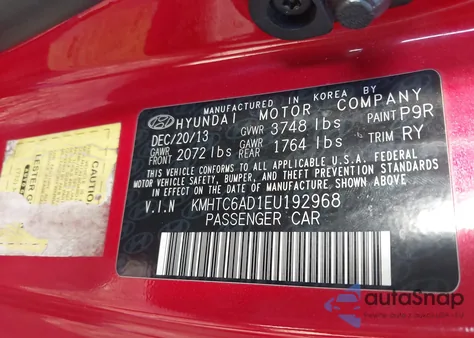 MANUFACTURED IN KOREA BY
HYUNDAI MOTOR COMPANY
DEC/20/13 GVWR 3748 lbs PAINT P9R
GAWR FRONT 2072 lbs GAWR REAR 1764 lbs TRIM RY
THIS VEHICLE CONFORMS TO ALL APPLICABLE U.S.A. FEDERAL
MOTOR VEHICLE SAFETY, BUMPER, AND THEFT PREVENTION STANDARDS
IN EFFECT ON THE DATE OF MANUFACTURE SHOWN ABOVE.
V.I.N KMHTC6AD1EU192968
PASSENGER CAR
CAUTION
LESTER
autoSnap